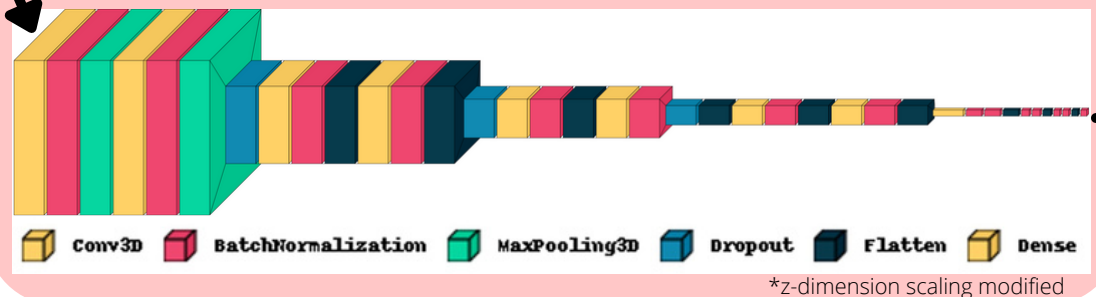 Conv3D BatchNormalization MaxPooling3D Dropout Flatten Dense
*z-dimension scaling modified